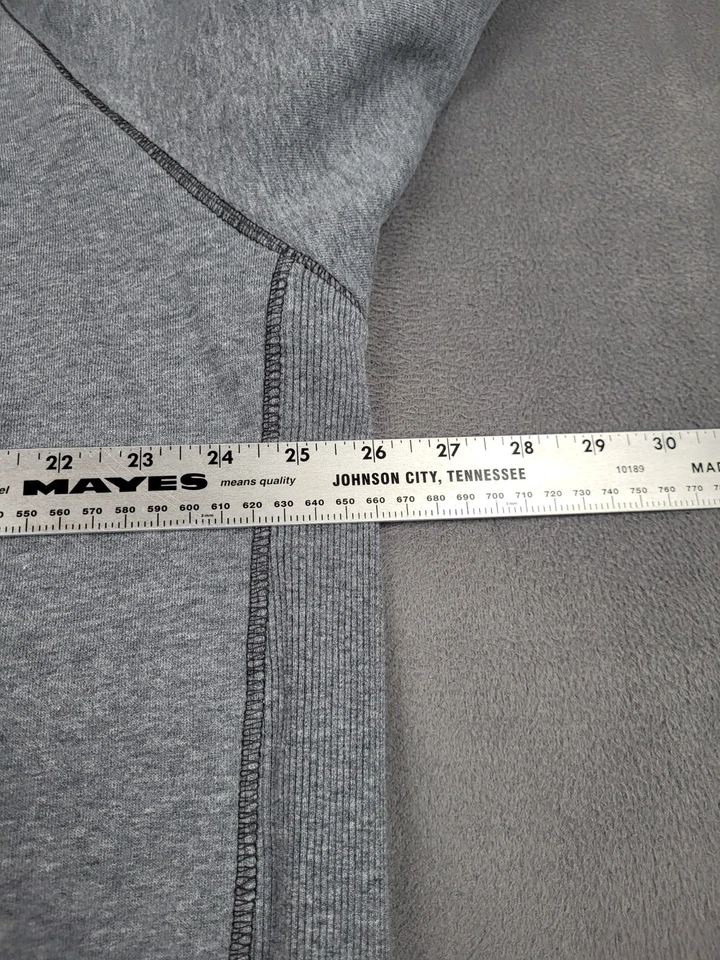 22 23 24 25 26 27 28 29 30
el MAYES means quality JOHNSON CITY, TENNESSEE 10189 MA
550 560 570 580 590 600 610 620 630 640 650 660 670 680 690 700 710 720 730 740 750 760 770